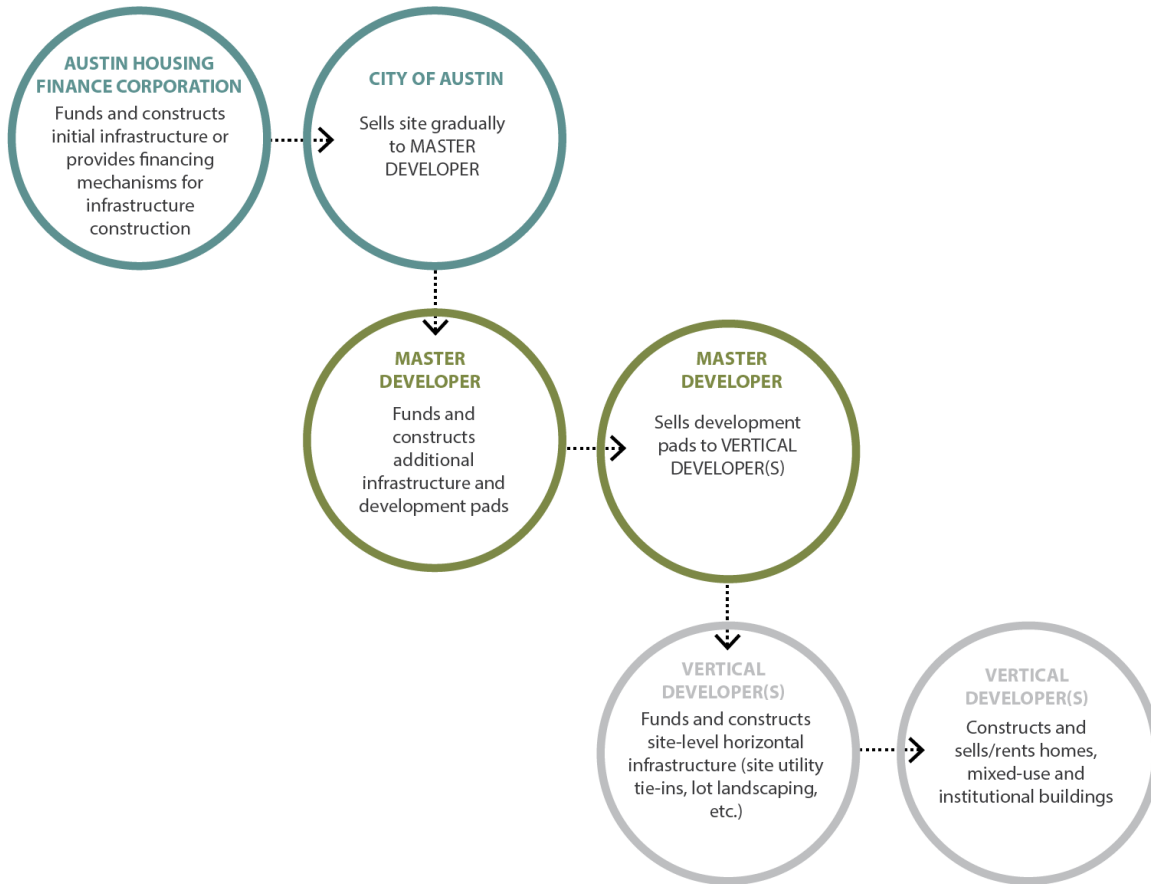 AUSTIN HOUSING
FINANCE CORPORATION
Funds and constructs
initial infrastructure or
provides financing
mechanisms for
infrastructure
construction
CITY OF AUSTIN
Sells site gradually
to MASTER
DEVELOPER
MASTER
DEVELOPER
Funds and
constructs
additional
infrastructure and
development pads
MASTER
DEVELOPER
Sells development
pads to VERTICAL
DEVELOPER(S)
VERTICAL
DEVELOPER(S)
Funds and constructs
site-level horizontal
infrastructure (site utility
tie-ins, lot landscaping,
etc.)
VERTICAL
DEVELOPER(S)
Constructs and
sells/rents homes,
mixed-use and
institutional buildings